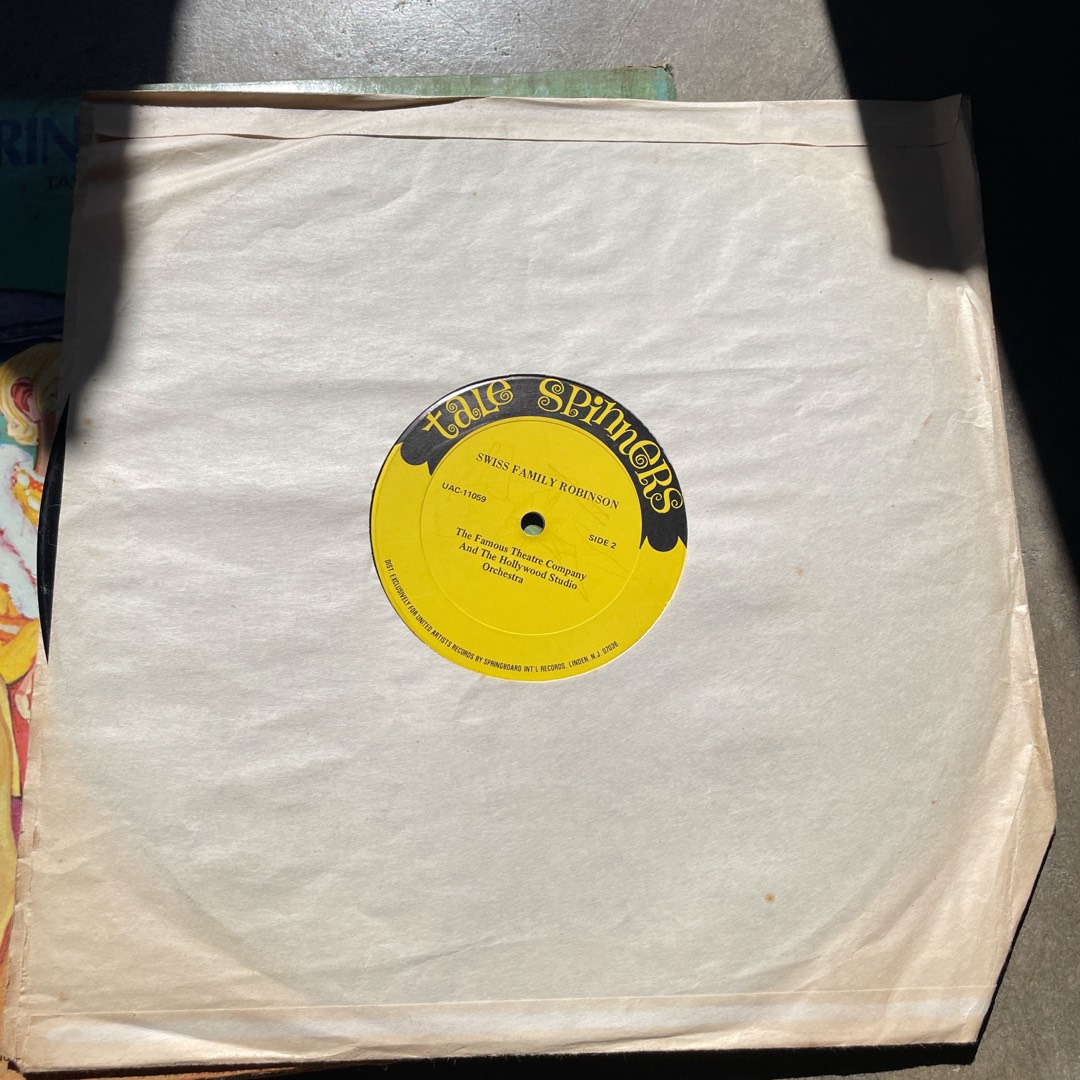 tale spinners
SWISS FAMILY ROBINSON
UAC-11059
SIDE 2
The Famous Theatre Company
And The Hollywood Studio
Orchestra
DIST. EXCLUSIVELY FOR UNITED ARTISTS RECORDS BY SPRINGBOARD INT'L RECORDS, LINDEN, N.J. 07036